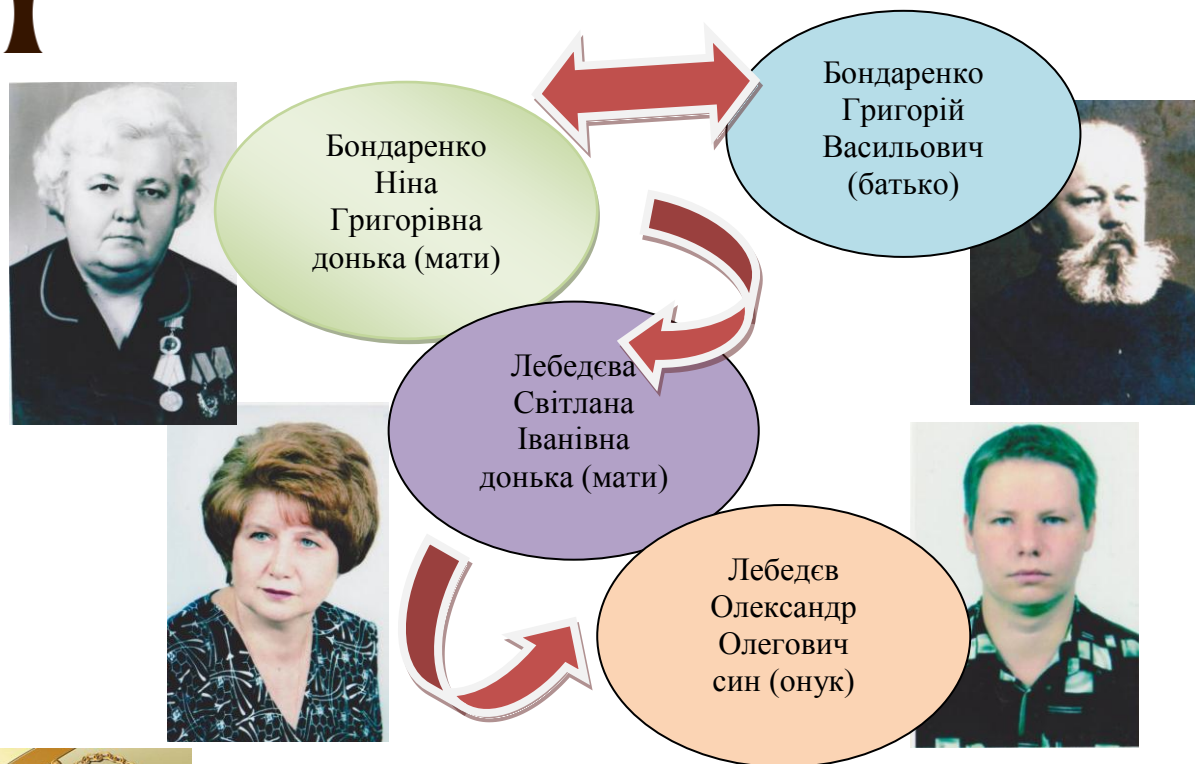 Бондаренко
Ніна
Григорівна
донька (мати)
Бондаренко
Григорій
Васильович
(батько)
Лебедєва
Світлана
Іванівна
донька (мати)
Лебедєв
Олександр
Олегович
син (онук)